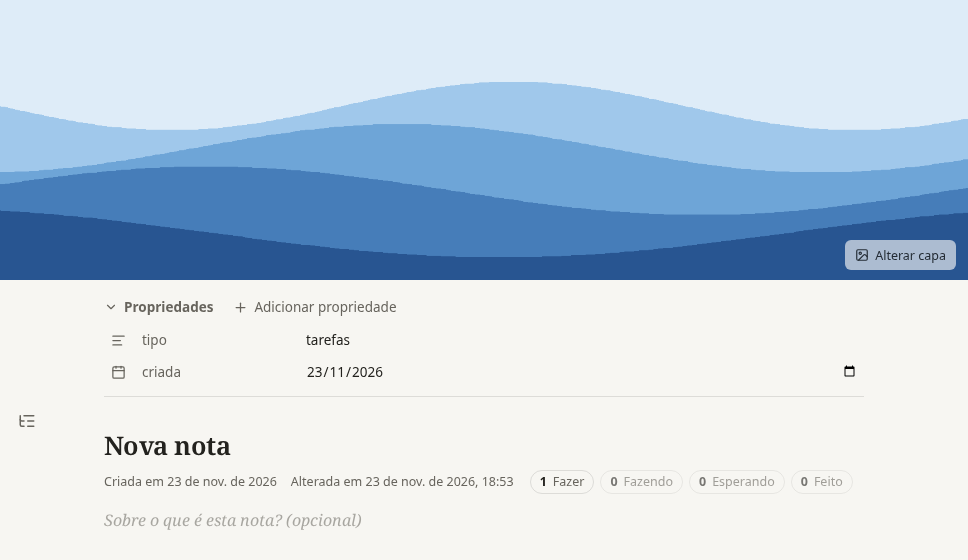 Alterar capa
Propriedades Adicionar propriedade
tipo tarefas
criada 23/11/2026
Nova nota
Criada em 23 de nov. de 2026 Alterada em 23 de nov. de 2026, 18:53 1 Fazer 0 Fazendo 0 Esperando 0 Feito
Sobre o que é esta nota? (opcional)